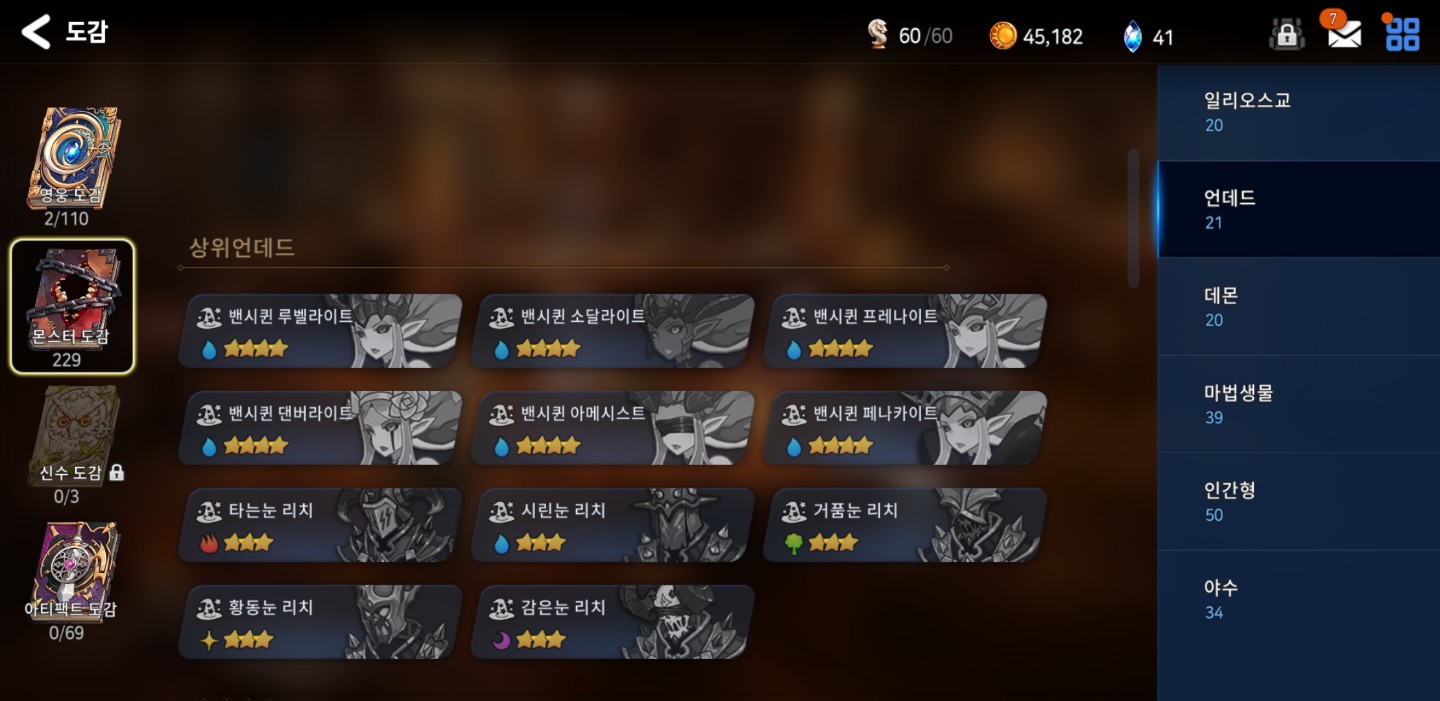 도감
60/60
45,182
41
7
영웅 도감
2/110
몬스터 도감
229
신수 도감
0/3
아티팩트 도감
0/69
상위언데드
밴시퀸 루벨라이트
밴시퀸 소달라이트
밴시퀸 프레나이트
밴시퀸 댄버라이트
밴시퀸 아메시스트
밴시퀸 페나카이트
타는눈 리치
시린눈 리치
거품눈 리치
황동눈 리치
감은눈 리치
일리오스교
20
언데드
21
데몬
20
마법생물
39
인간형
50
야수
34